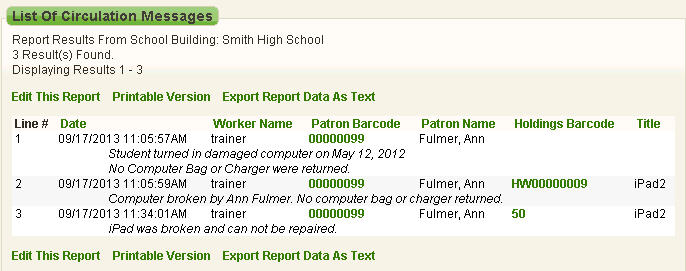 List Of Circulation Messages
Report Results From School Building: Smith High School
3 Result(s) Found.
Displaying Results 1 - 3
Edit This Report Printable Version Export Report Data As Text
Line # Date Worker Name Patron Barcode Patron Name Holdings Barcode Title
1 09/17/2013 11:05:57AM trainer 00000099 Fulmer, Ann
Student turned in damaged computer on May 12, 2012
No Computer Bag or Charger were returned.
2 09/17/2013 11:05:59AM trainer 00000099 Fulmer, Ann HW00000009 iPad2
Computer broken by Ann Fulmer. No computer bag or charger returned.
3 09/17/2013 11:34:01AM trainer 00000099 Fulmer, Ann 50 iPad2
iPad was broken and can not be repaired.
Edit This Report Printable Version Export Report Data As Text